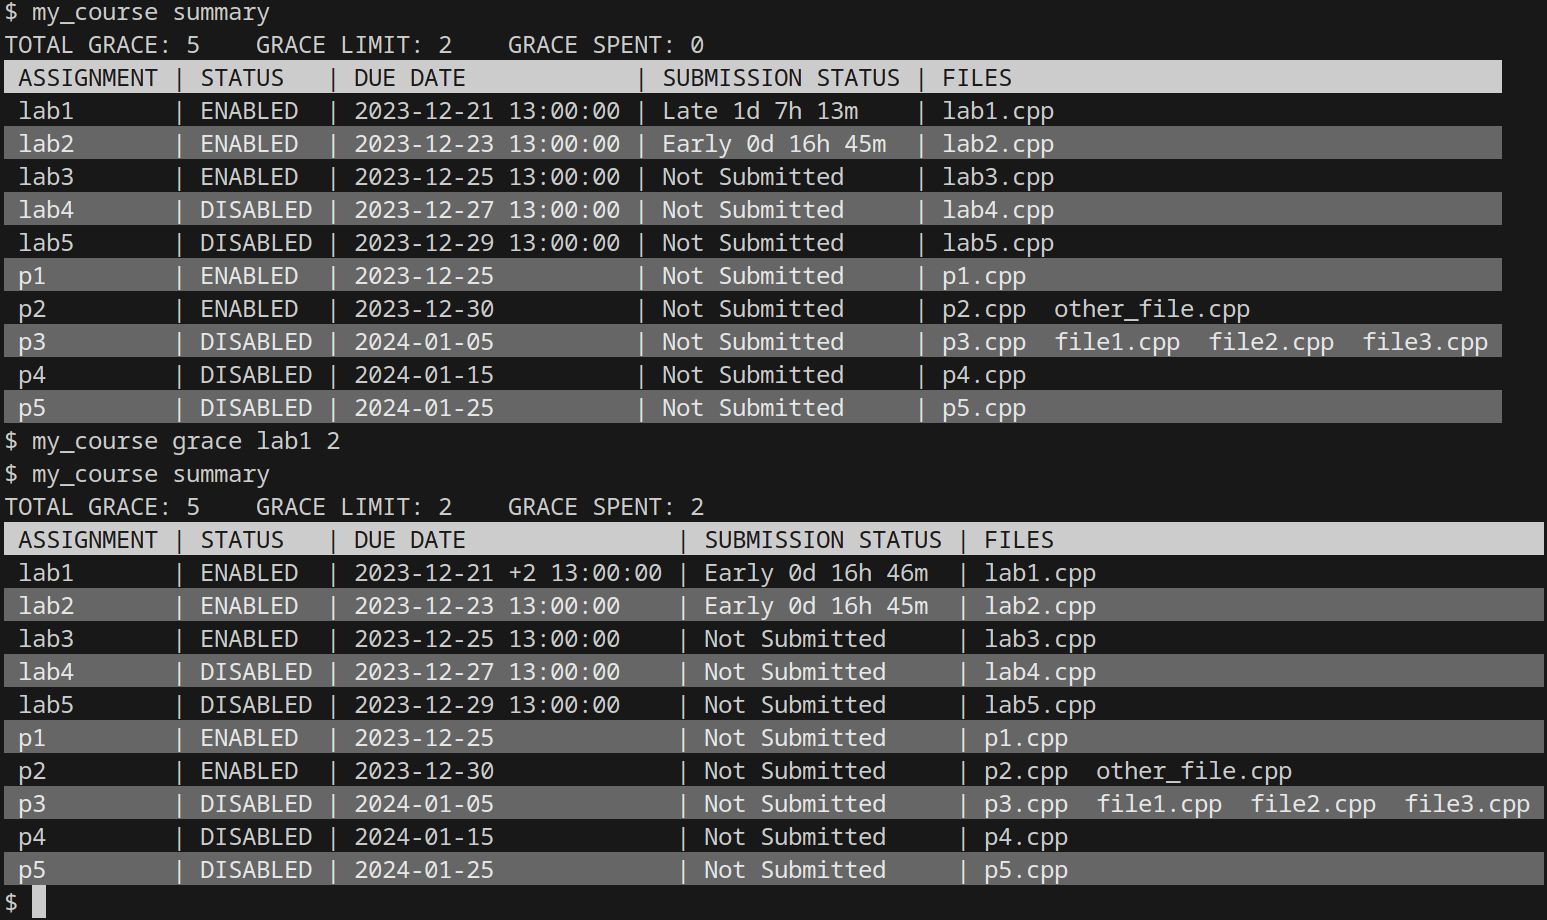 $ my_course summary
TOTAL GRACE: 5    GRACE LIMIT: 2    GRACE SPENT: 0
 ASSIGNMENT | STATUS   | DUE DATE            | SUBMISSION STATUS | FILES
 lab1       | ENABLED  | 2023-12-21 13:00:00 | Late 1d 7h 13m    | lab1.cpp
 lab2       | ENABLED  | 2023-12-23 13:00:00 | Early 0d 16h 45m  | lab2.cpp
 lab3       | ENABLED  | 2023-12-25 13:00:00 | Not Submitted     | lab3.cpp
 lab4       | DISABLED | 2023-12-27 13:00:00 | Not Submitted     | lab4.cpp
 lab5       | DISABLED | 2023-12-29 13:00:00 | Not Submitted     | lab5.cpp
 p1         | ENABLED  | 2023-12-25          | Not Submitted     | p1.cpp
 p2         | ENABLED  | 2023-12-30          | Not Submitted     | p2.cpp  other_file.cpp
 p3         | DISABLED | 2024-01-05          | Not Submitted     | p3.cpp  file1.cpp  file2.cpp  file3.cpp
 p4         | DISABLED | 2024-01-15          | Not Submitted     | p4.cpp
 p5         | DISABLED | 2024-01-25          | Not Submitted     | p5.cpp
$ my_course grace lab1 2
$ my_course summary
TOTAL GRACE: 5    GRACE LIMIT: 2    GRACE SPENT: 2
 ASSIGNMENT | STATUS   | DUE DATE               | SUBMISSION STATUS | FILES
 lab1       | ENABLED  | 2023-12-21 +2 13:00:00 | Early 0d 16h 46m  | lab1.cpp
 lab2       | ENABLED  | 2023-12-23 13:00:00    | Early 0d 16h 45m  | lab2.cpp
 lab3       | ENABLED  | 2023-12-25 13:00:00    | Not Submitted     | lab3.cpp
 lab4       | DISABLED | 2023-12-27 13:00:00    | Not Submitted     | lab4.cpp
 lab5       | DISABLED | 2023-12-29 13:00:00    | Not Submitted     | lab5.cpp
 p1         | ENABLED  | 2023-12-25             | Not Submitted     | p1.cpp
 p2         | ENABLED  | 2023-12-30             | Not Submitted     | p2.cpp  other_file.cpp
 p3         | DISABLED | 2024-01-05             | Not Submitted     | p3.cpp  file1.cpp  file2.cpp  file3.cpp
 p4         | DISABLED | 2024-01-15             | Not Submitted     | p4.cpp
 p5         | DISABLED | 2024-01-25             | Not Submitted     | p5.cpp
$